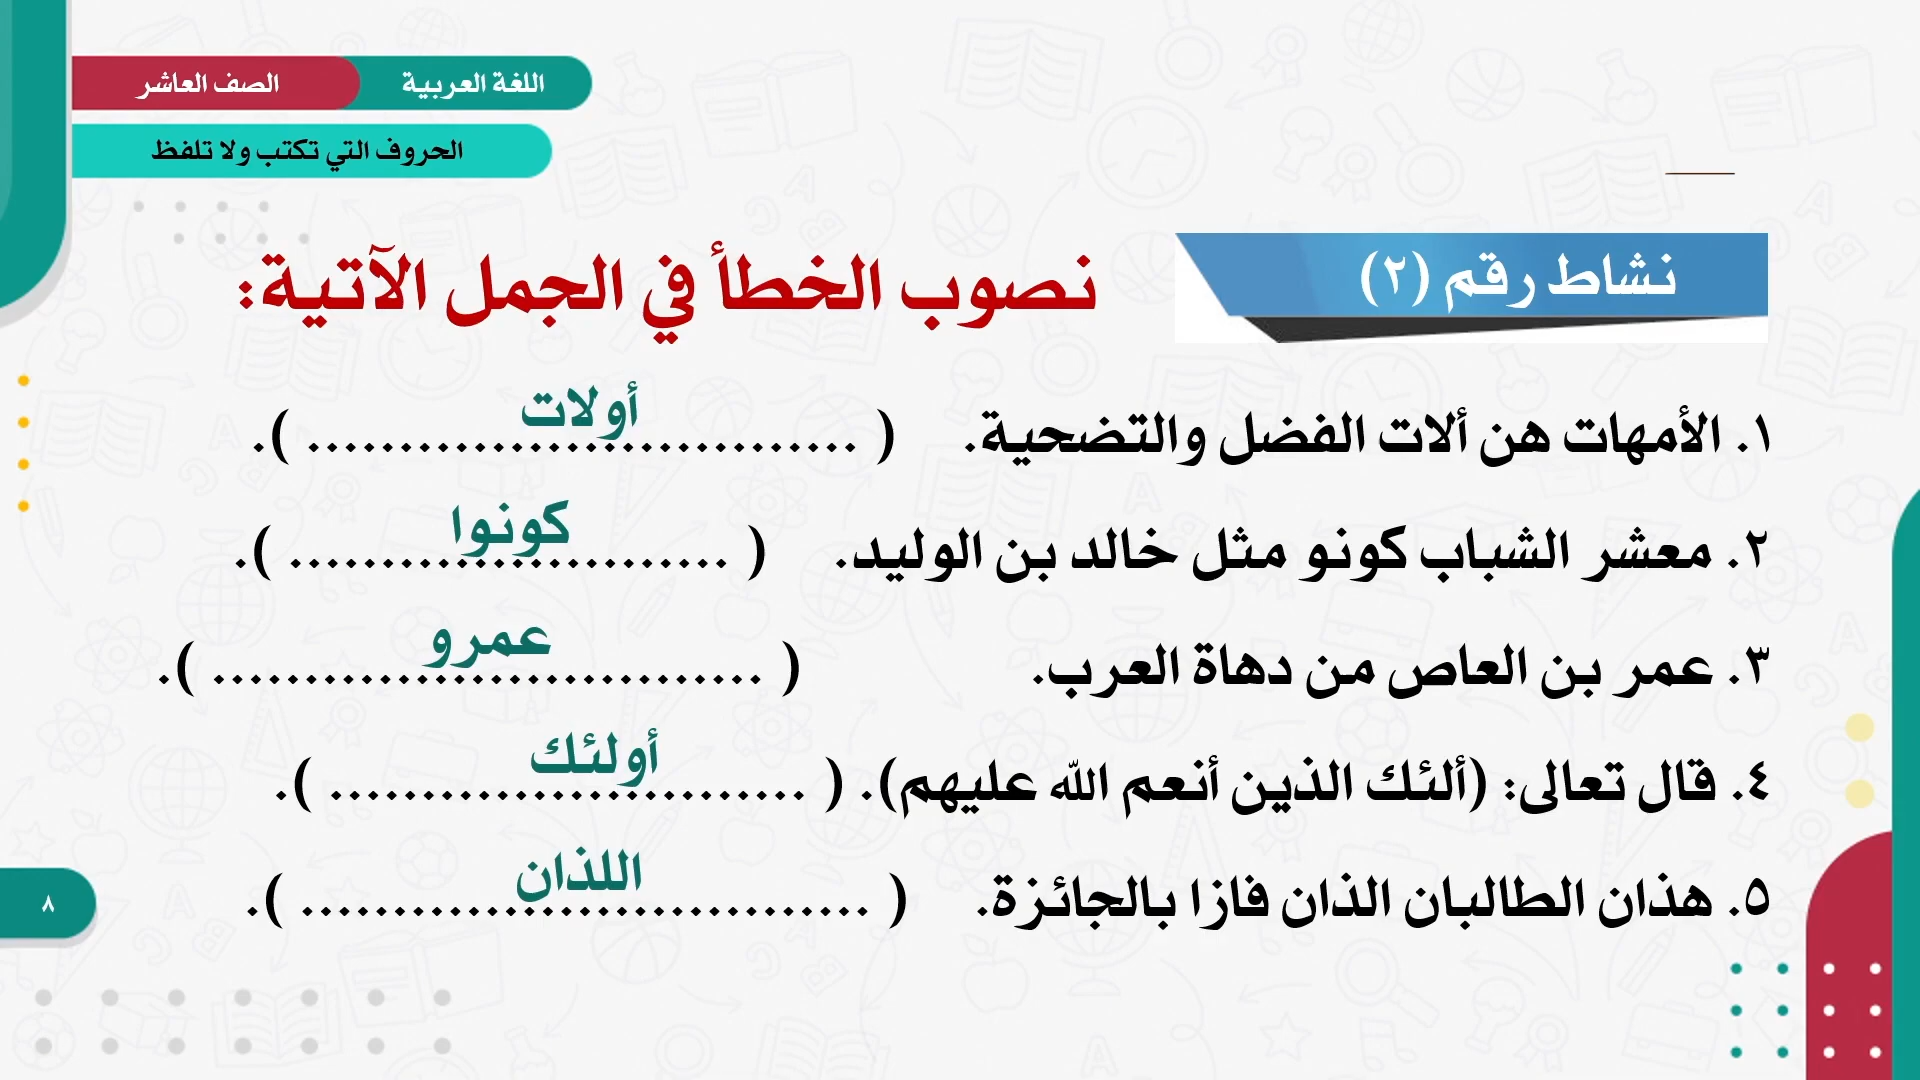 اللغة العربية
الصف العاشر
الحروف التي تكتب ولا تلفظ
نشاط رقم (٢)
نصوب الخطأ في الجمل الآتية:
١. الأمهات هن ألات الفضل والتضحية. ( .............................. ).
أولات
٢. معشر الشباب كونو مثل خالد بن الوليد. ( ........................ ).
كونوا
٣. عمر بن العاص من دهاة العرب. ( .............................. ).
عمرو
٤. قال تعالى: (ألئك الذين أنعم الله عليهم). ( .......................... ).
أولئك
٥. هذان الطالبان الذان فازا بالجائزة. ( ............................... ).
اللذان
٨